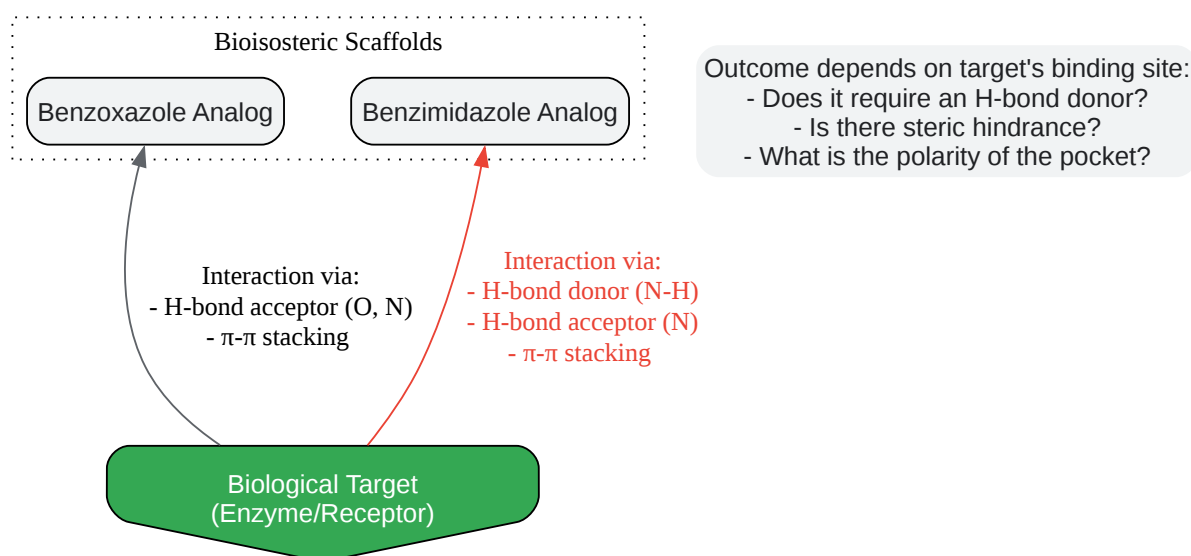 Bioisosteric Scaffolds
Benzoxazole Analog
Benzimidazole Analog
Outcome depends on target's binding site:
- Does it require an H-bond donor?
- Is there steric hindrance?
- What is the polarity of the pocket?
Interaction via:
- H-bond acceptor (O, N)
- π-π stacking
Interaction via:
- H-bond donor (N-H)
- H-bond acceptor (N)
- π-π stacking
Biological Target
(Enzyme/Receptor)